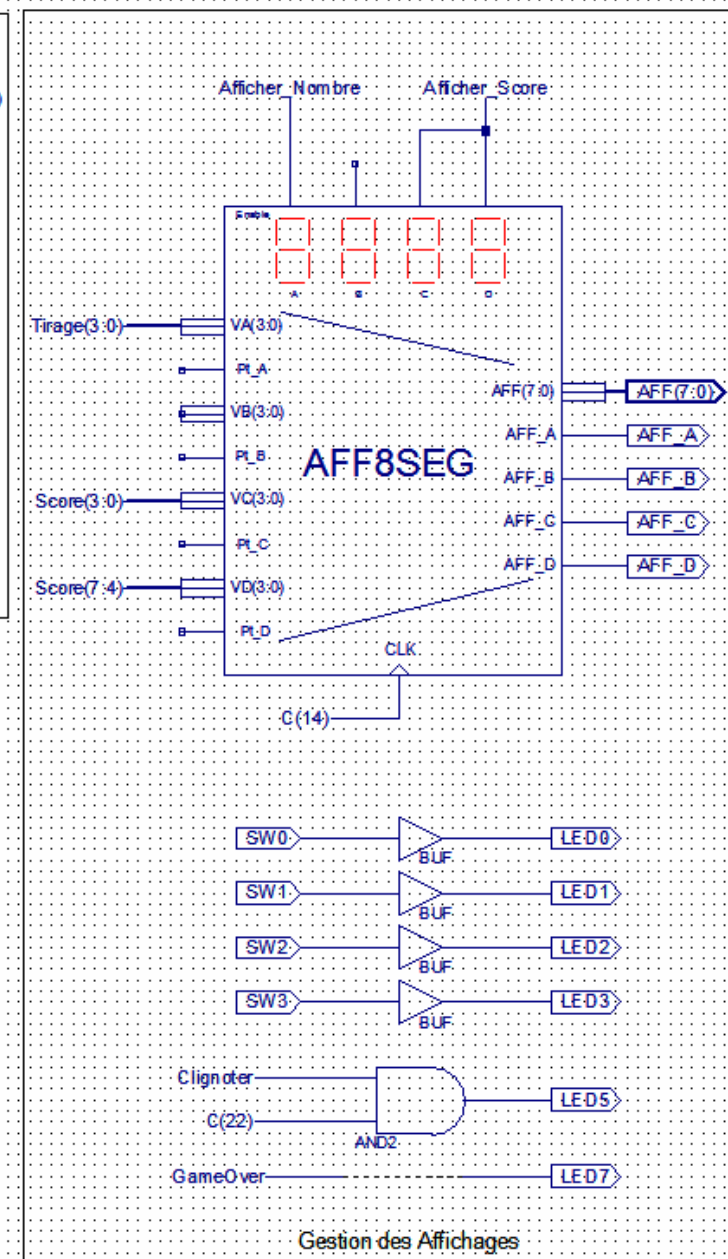 Afficher_Nombre Afficher_Score
Enable
A B C D
Tirage(3:0) VA(3:0)
Pt_A
AFF(7:0) AFF(7:0)
VB(3:0)
AFF_A AFF_A
Pt_B
AFF8SEG
AFF_B AFF_B
Score(3:0) VC(3:0)
AFF_C AFF_C
Pt_C
AFF_D AFF_D
Score(7:4) VD(3:0)
Pt_D
CLK
C(14)
SW0 BUF LED0
SW1 BUF LED1
SW2 BUF LED2
SW3 BUF LED3
Clignoter
C(22)
AND2
LED5
GameOver LED7
Gestion des Affichages